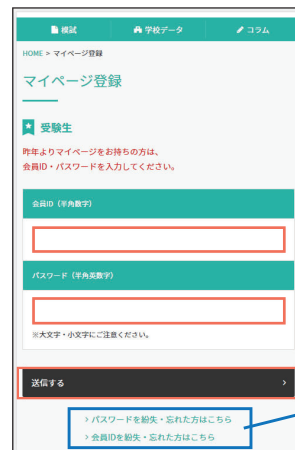 模試 学校データ コラム
HOME > マイページ登録
マイページ登録
受験生
昨年よりマイページをお持ちの方は、
会員ID・パスワードを入力してください。
会員ID（半角数字）
パスワード（半角英数字）
※大文字・小文字にご注意ください。
送信する >
> パスワードを紛失・忘れた方はこちら
> 会員IDを紛失・忘れた方はこちら